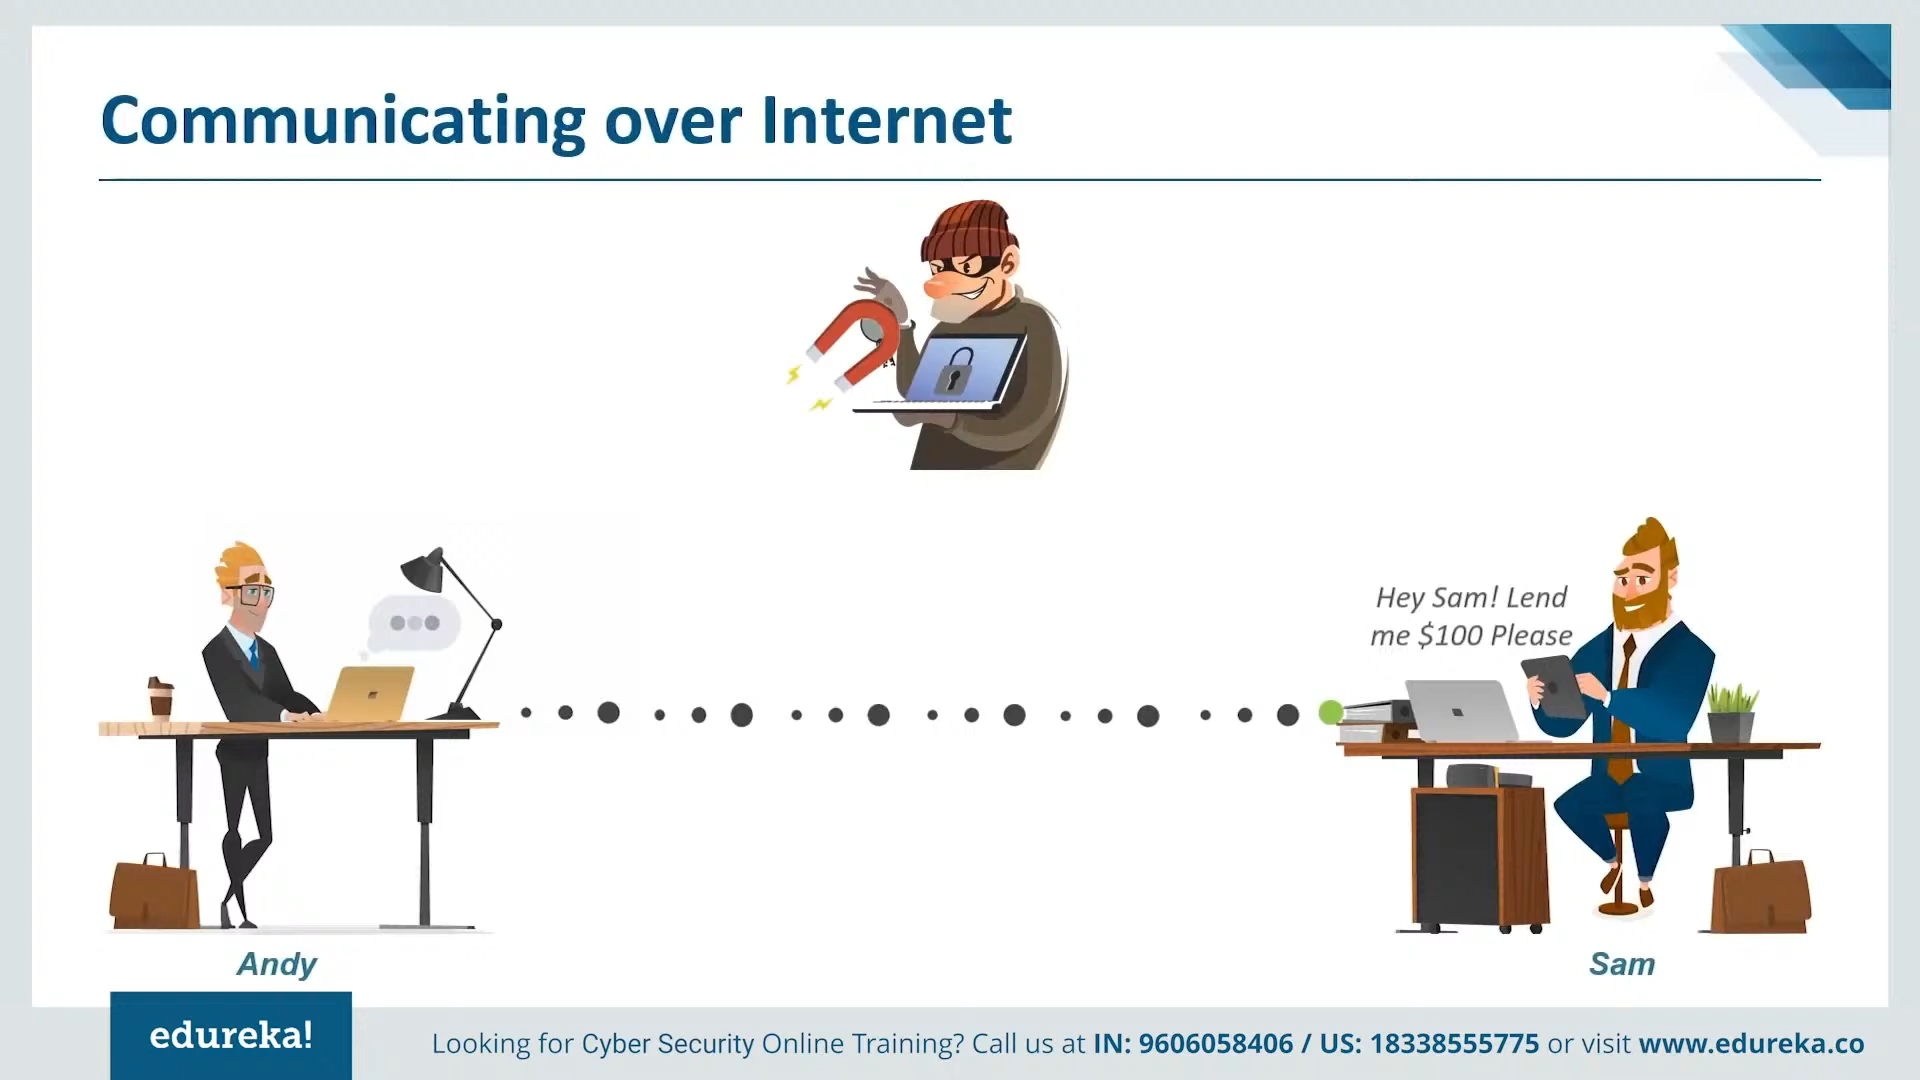 Communicating over Internet
Hey Sam! Lend
me $100 Please
Andy
Sam
edureka!
Looking for Cyber Security Online Training? Call us at IN: 9606058406 / US: 18338555775 or visit www.edureka.co